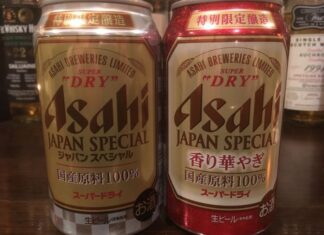 特別限定醸造
ASAHI BREWERIES LIMITED
SUPER
"DRY"
Asahi
JAPAN SPECIAL
ジャパン スペシャル
国産原料100%
スーパードライ
生ビール
お酒
特別限定醸造
ASAHI BREWERIES LIMITED
SUPER
"DRY"
Asahi
JAPAN SPECIAL
香り華やぎ
国産原料100%
スーパードライ
生ビール
お酒